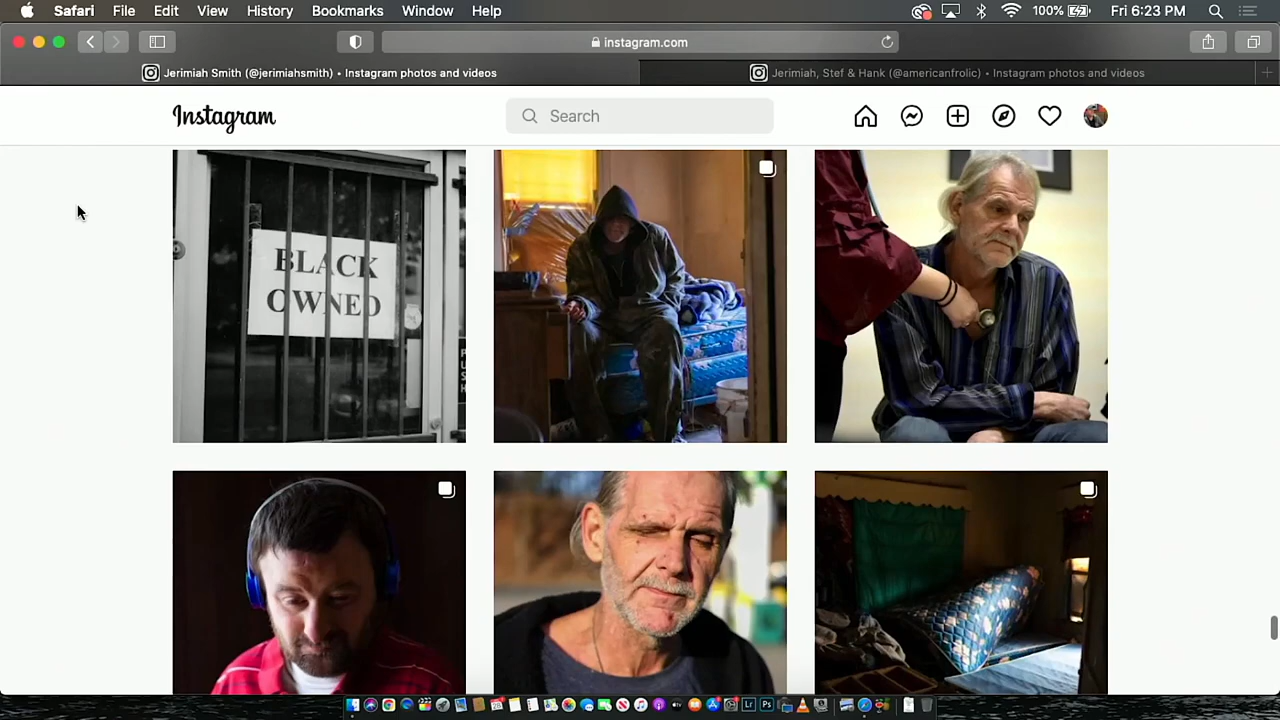 Safari File Edit View History Bookmarks Window Help 100% Fri 6:23 PM
instagram.com
Jerimiah Smith (@jerimiahsmith) • Instagram photos and videos
Jerimiah, Stef & Hank (@americanfrolic) • Instagram photos and videos
Instagram
Search
BLACK
OWNED